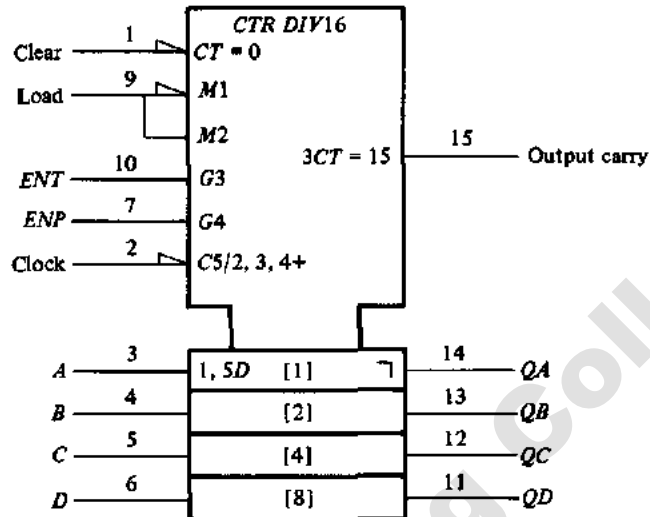 CTR DIV16
Clear 1 CT = 0
Load 9 M1
M2
3CT = 15 15 Output carry
ENT 10 G3
ENP 7 G4
Clock 2 C5/2, 3, 4+
A 3 1, 5D [1] ㄱ 14 QA
B 4 [2] 13 QB
C 5 [4] 12 QC
D 6 [8] 11 QD
g Coll